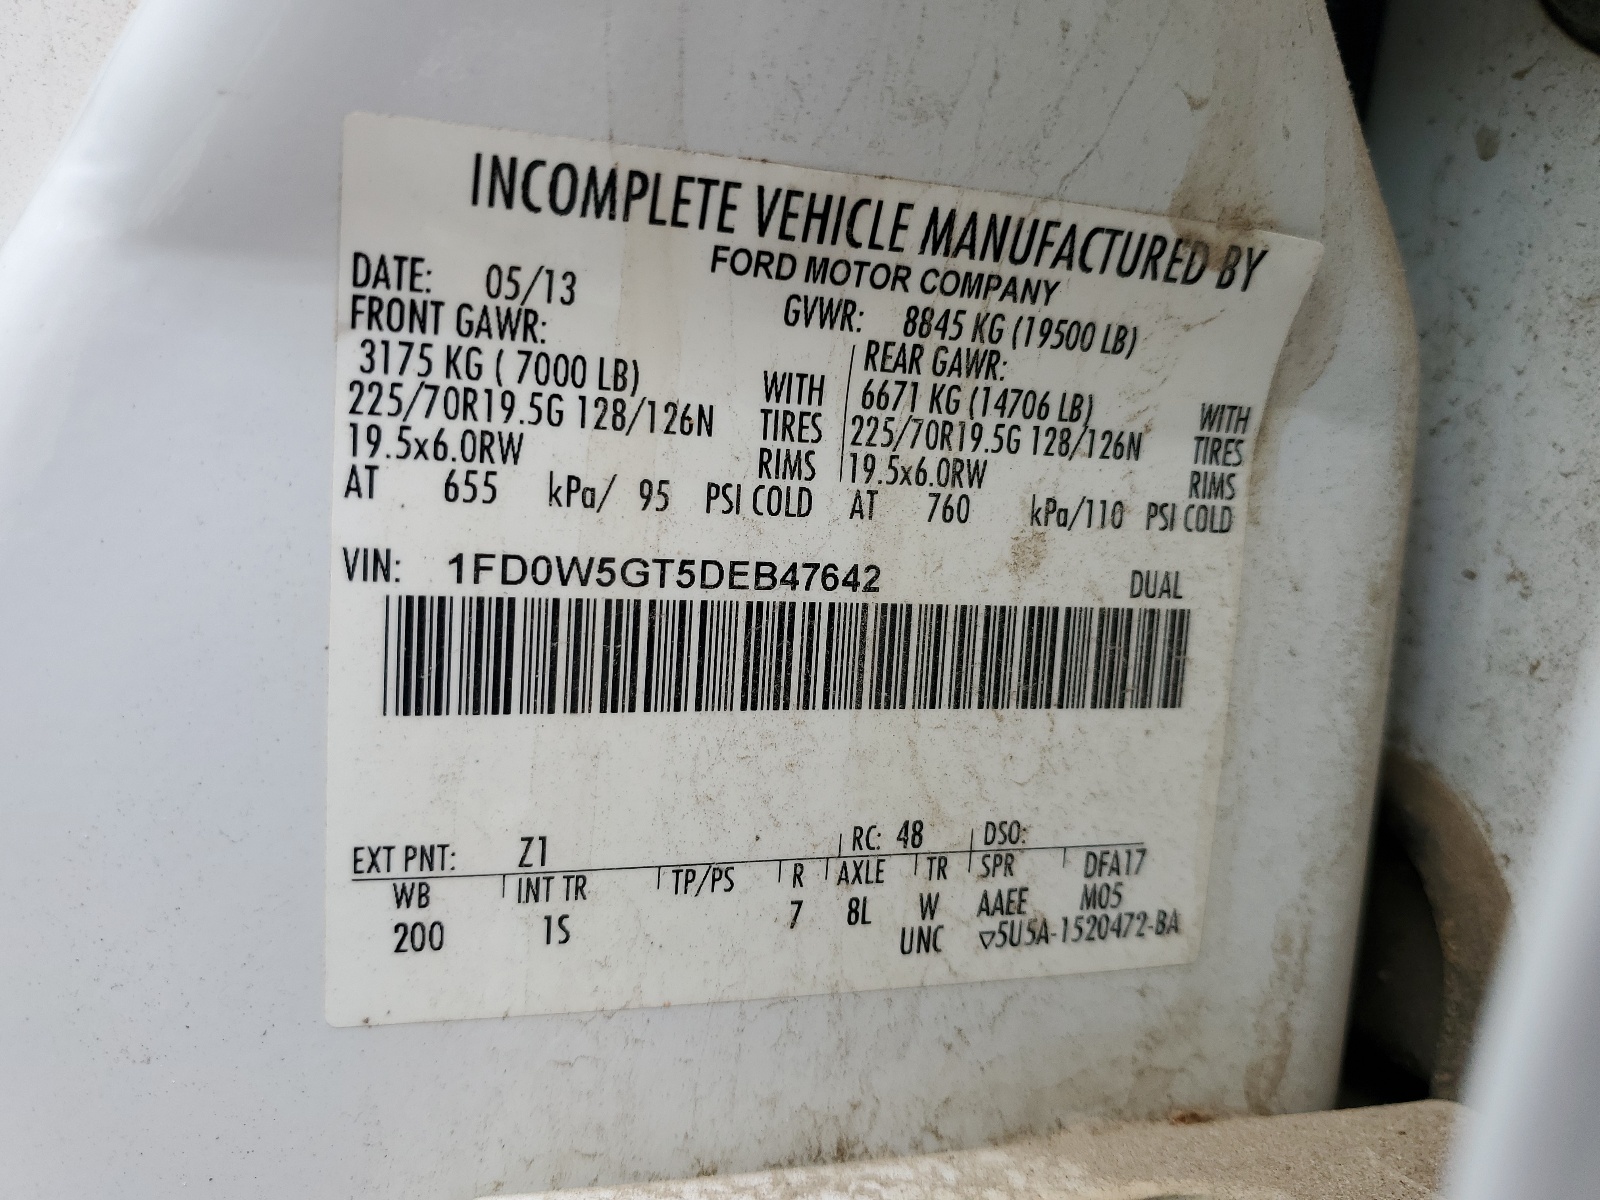 INCOMPLETE VEHICLE MANUFACTURED BY
FORD MOTOR COMPANY
DATE: 05/13 GVWR: 8845 KG (19500 LB)
FRONT GAWR: REAR GAWR:
3175 KG ( 7000 LB) WITH 6671 KG (14706 LB) WITH
225/70R19.5G 128/126N TIRES 225/70R19.5G 128/126N TIRES
19.5x6.0RW RIMS 19.5x6.0RW RIMS
AT 655 kPa/ 95 PSI COLD AT 760 kPa/110 PSI COLD
VIN: 1FD0W5GT5DEB47642 DUAL
EXT PNT: Z1 RC: 48 DSO:
WB INT TR TP/PS R AXLE TR SPR DFA17
200 1S 7 8L W AAEE M05
UNC ▽5U5A-1520472-BA